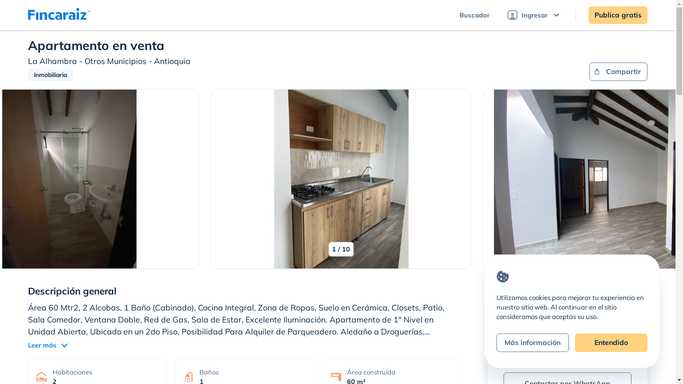 Fincaraiz
Buscador
Ingresar
Publica gratis
Apartamento en venta
La Alhambra - Otros Municipios - Antioquia
Inmobiliaria
Compartir
1 / 10
Descripción general
Área 60 Mtr2, 2 Alcobas, 1 Baño (Cabinado), Cocina Integral, Zona de Ropas, Suelo en Cerámica, Closets, Patio,
Sala Comedor, Ventana Doble, Red de Gas, Sala de Estar, Excelente Iluminación. Apartamento de 1° Nivel en
Unidad Abierta, Ubicado en un 2do Piso, Posibilidad Para Alquiler de Parqueadero. Aledaño a Droguerías,...
Leer más
Habitaciones
2
Baños
1
Área construida
60 m²
Utilizamos cookies para mejorar tu experiencia en
nuestro sitio web. Al continuar en el sitio
consideramos que aceptas su uso.
Más información
Entendido
Contactar por WhatsApp